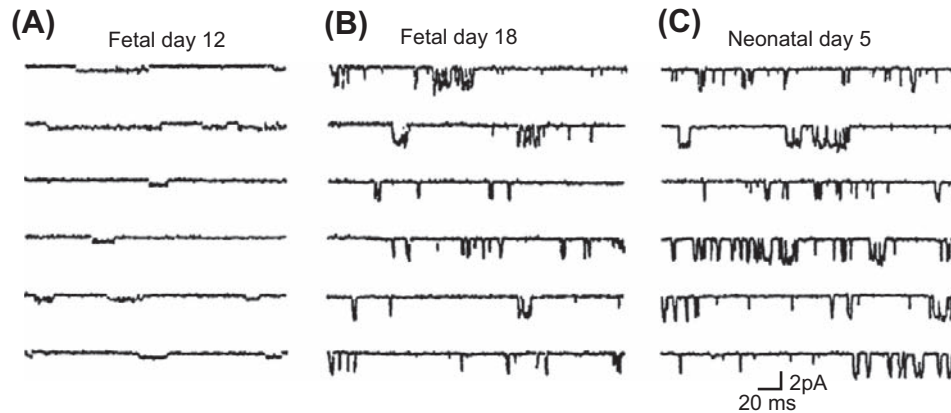 (A)
Fetal day 12
(B)
Fetal day 18
(C)
Neonatal day 5
2pA
20 ms